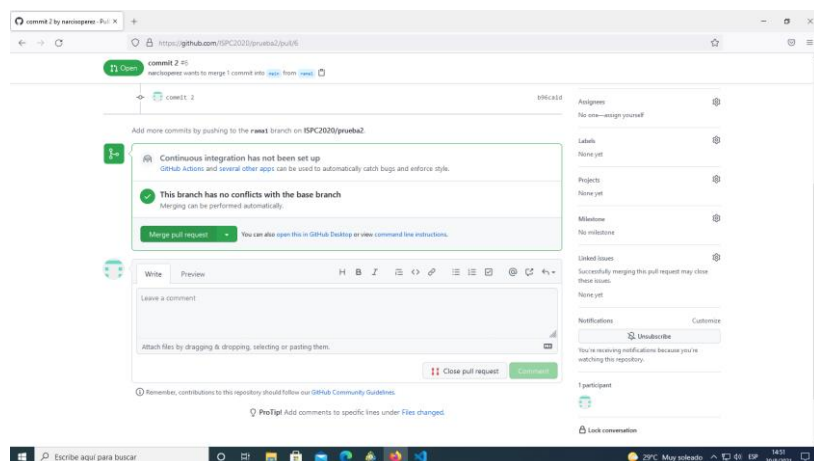 commit 2 by narcisoperez · Pull
https://github.com/ISPC2020/prueba2/pull/6
Open
commit 2 #6
narcisoperez wants to merge 1 commit into main from rama1
commit 2
Add more commits by pushing to the rama1 branch on ISPC2020/prueba2.
Continuous integration has not been set up
GitHub Actions and several other apps can be used to automatically catch bugs and enforce style.
This branch has no conflicts with the base branch
Merging can be performed automatically.
Merge pull request
You can also open this in GitHub Desktop or view command line instructions.
Write Preview
H B I
Leave a comment
Attach files by dragging & dropping, selecting or pasting them.
Close pull request Comment
Remember, contributions to this repository should follow our GitHub Community Guidelines.
ProTip! Add comments to specific lines under Files changed.
Assignees
No one—assign yourself
Labels
None yet
Projects
None yet
Milestone
No milestone
Linked issues
Successfully merging this pull request may close
these issues.
None yet
Notifications Customize
Unsubscribe
You're receiving notifications because you're
watching this repository.
1 participant
Lock conversation
Escribe aquí para buscar
29°C Muy soleado ESP 14:51